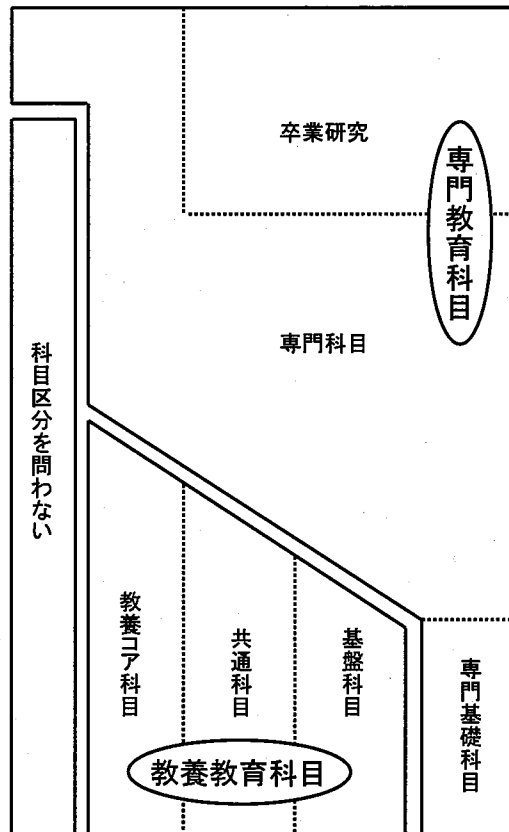 卒業研究
専門教育科目
専門科目
科目区分を問わない
教養コア科目
共通科目
基盤科目
専門基礎科目
教養教育科目